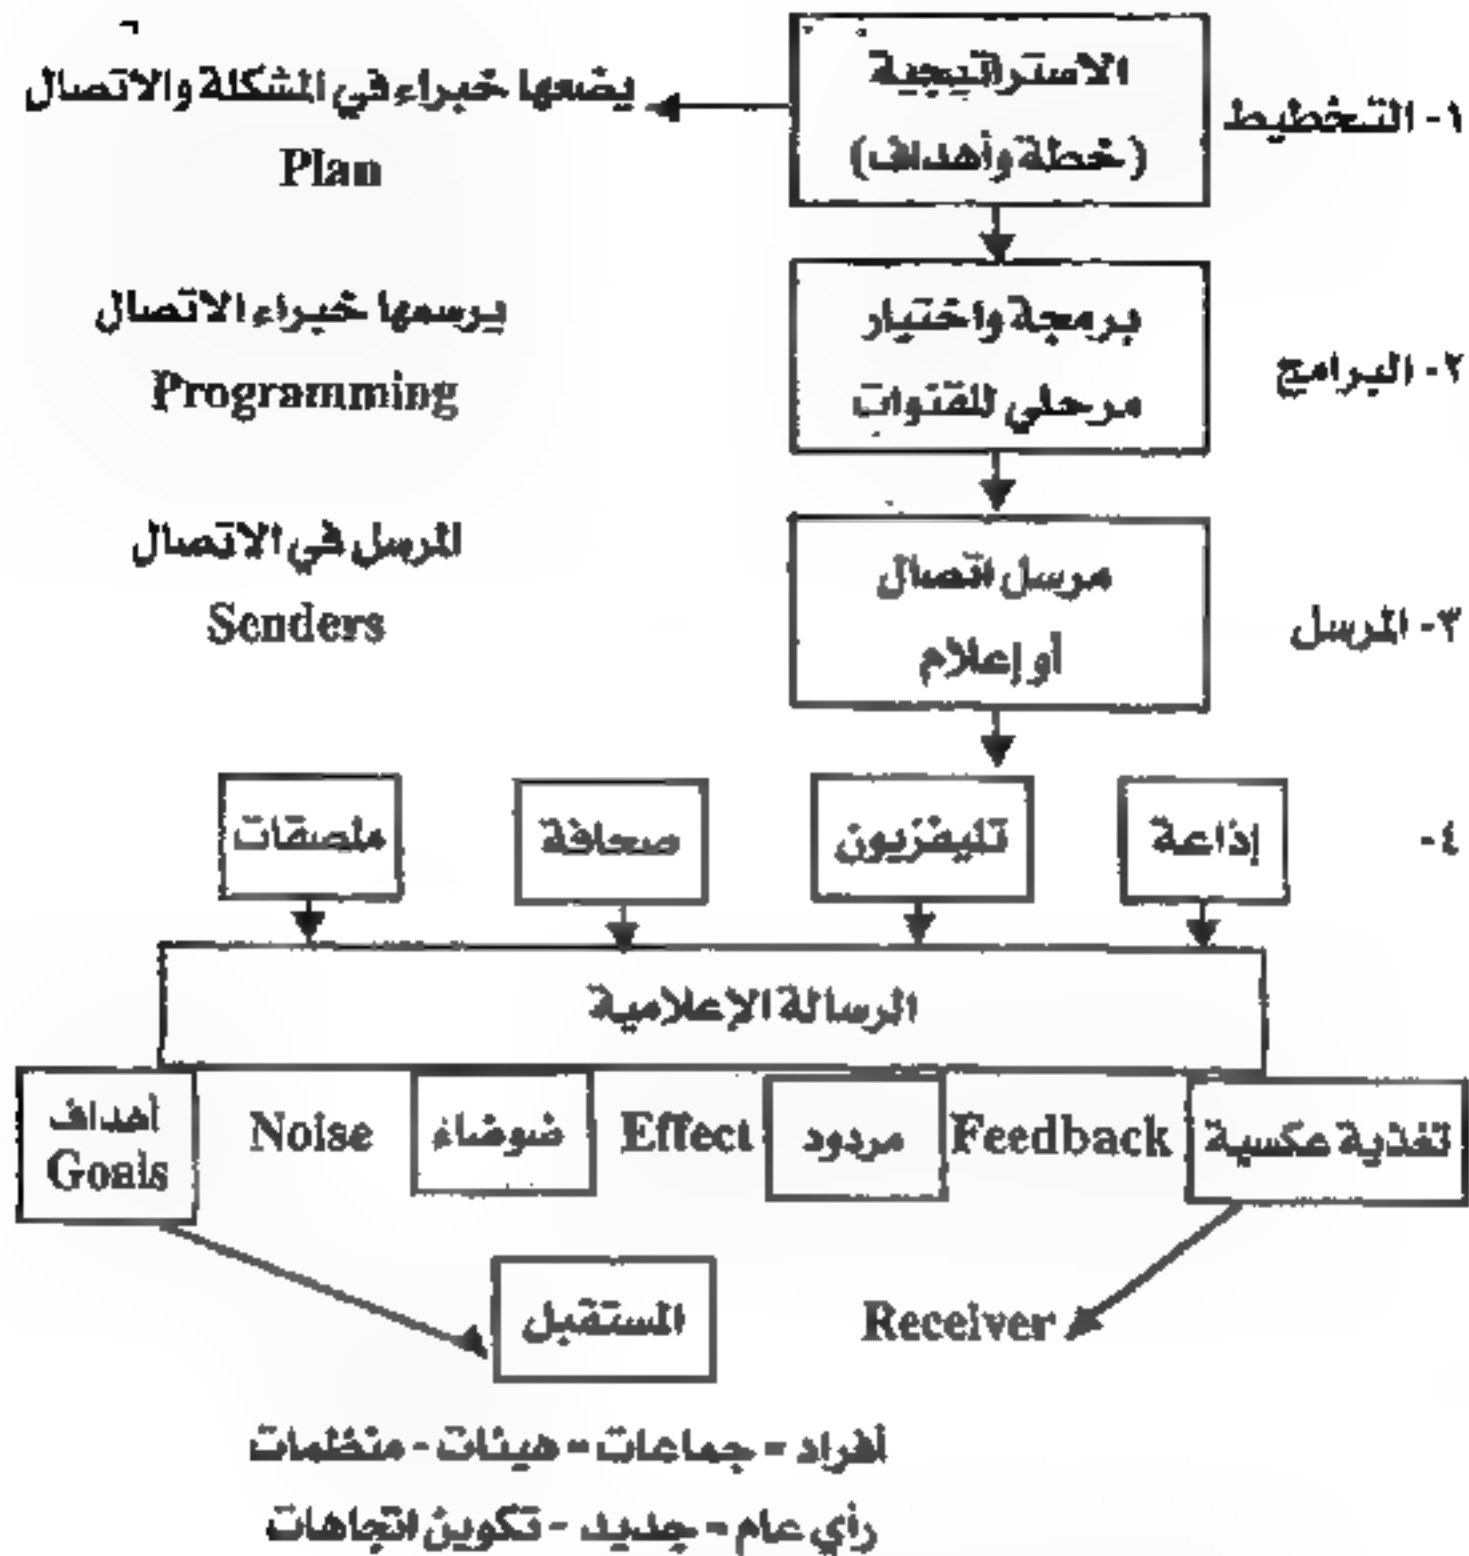 ١- التخطيط
الاستراتيجية
(خطة وأهداف)
يضعها خبراء في المشكلة والاتصال
Plan
٢- البرامج
برمجة واختيار
مرحلي للقنوات
يرسمها خبراء الاتصال
Programming
٣- المرسل
مرسل اتصال
أو إعلام
المرسل في الاتصال
Senders
٤-
إذاعة
تليفزيون
صحافة
ملصقات
الرسالة الإعلامية
تغذية عكسية
Feedback
مردود
Effect
ضوضاء
Noise
أهداف
Goals
Receiver
المستقبل
أفراد - جماعات - هيئات - منظمات
رأي عام - جديد - تكوين اتجاهات